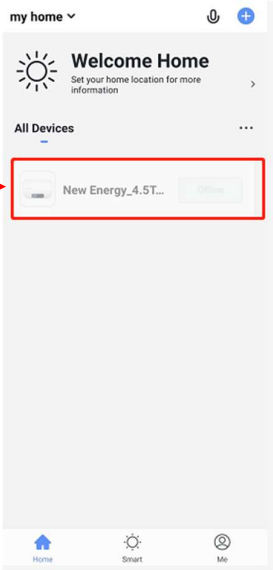 my home
Welcome Home
Set your home location for more
information
All Devices
New Energy_4.5T...
Offline
Home
Smart
Me